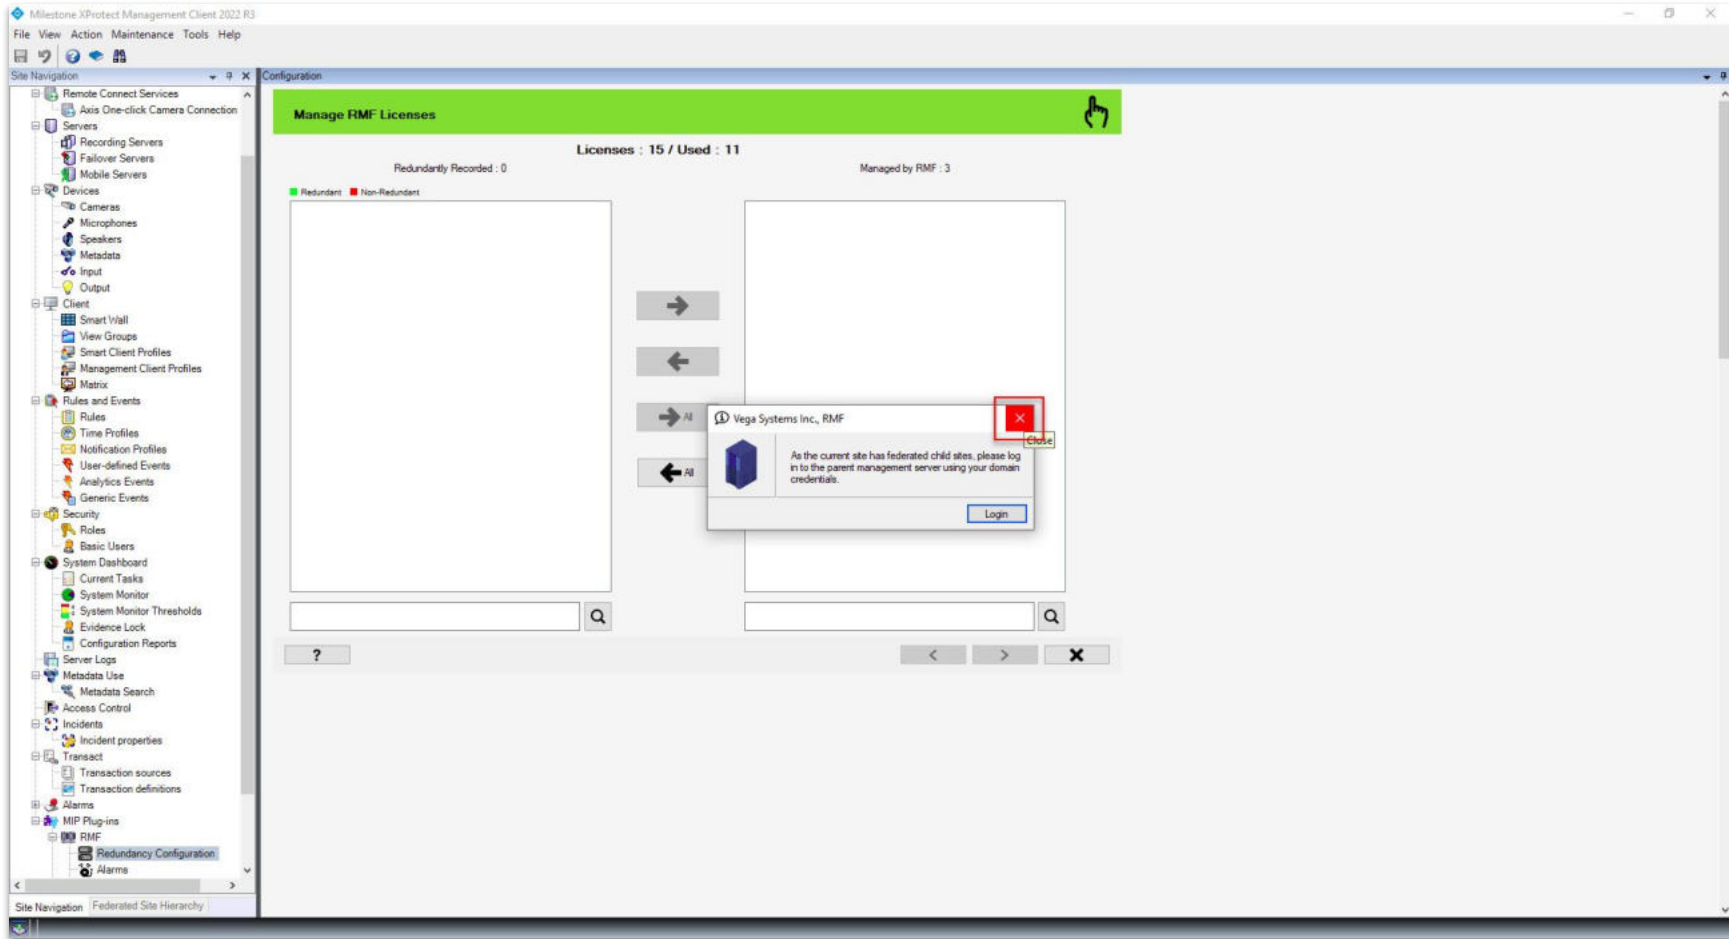 Milestone XProtect Management Client 2022 R3
File View Action Maintenance Tools Help
Site Navigation
Remote Connect Services
Axis One-click Camera Connection
Servers
Recording Servers
Failover Servers
Mobile Servers
Devices
Cameras
Microphones
Speakers
Metadata
Input
Output
Client
Smart Wall
View Groups
Smart Client Profiles
Management Client Profiles
Matrix
Rules and Events
Rules
Time Profiles
Notification Profiles
User-defined Events
Analytics Events
Generic Events
Security
Roles
Basic Users
System Dashboard
Current Tasks
System Monitor
System Monitor Thresholds
Evidence Lock
Configuration Reports
Server Logs
Metadata Use
Metadata Search
Access Control
Incidents
Incident properties
Transact
Transaction sources
Transaction definitions
Alarms
MIP Plug-ins
RMF
Redundancy Configuration
Alarms
Site Navigation Federated Site Hierarchy
Configuration
Manage RMF Licenses
Licenses : 15 / Used : 11
Redundantly Recorded : 0
Managed by RMF : 3
Redundant Non-Redundant
All
All
Vega Systems Inc., RMF
Close
As the current site has federated child sites, please log
in to the parent management server using your domain
credentials.
Login
?